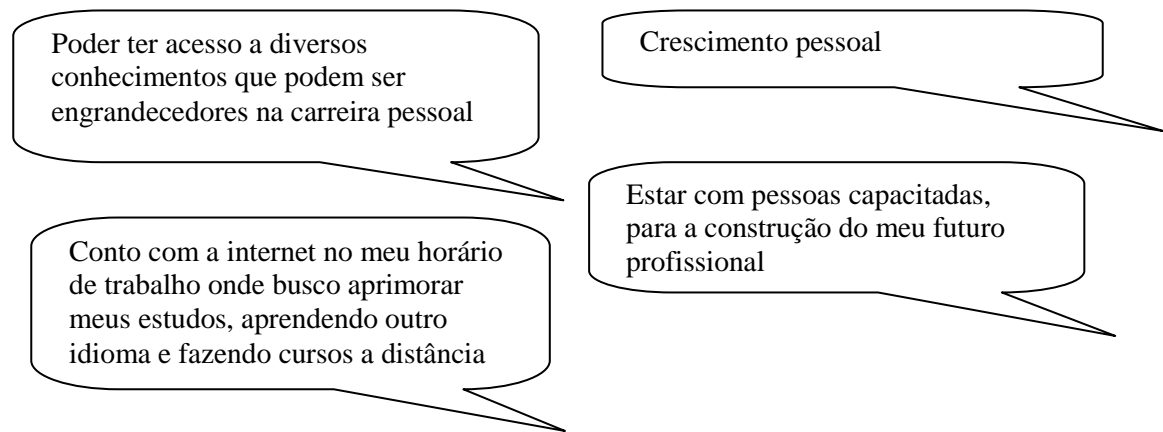 Poder ter acesso a diversos
conhecimentos que podem ser
engrandecedores na carreira pessoal
Crescimento pessoal
Conto com a internet no meu horário
de trabalho onde busco aprimorar
meus estudos, aprendendo outro
idioma e fazendo cursos a distância
Estar com pessoas capacitadas,
para a construção do meu futuro
profissional